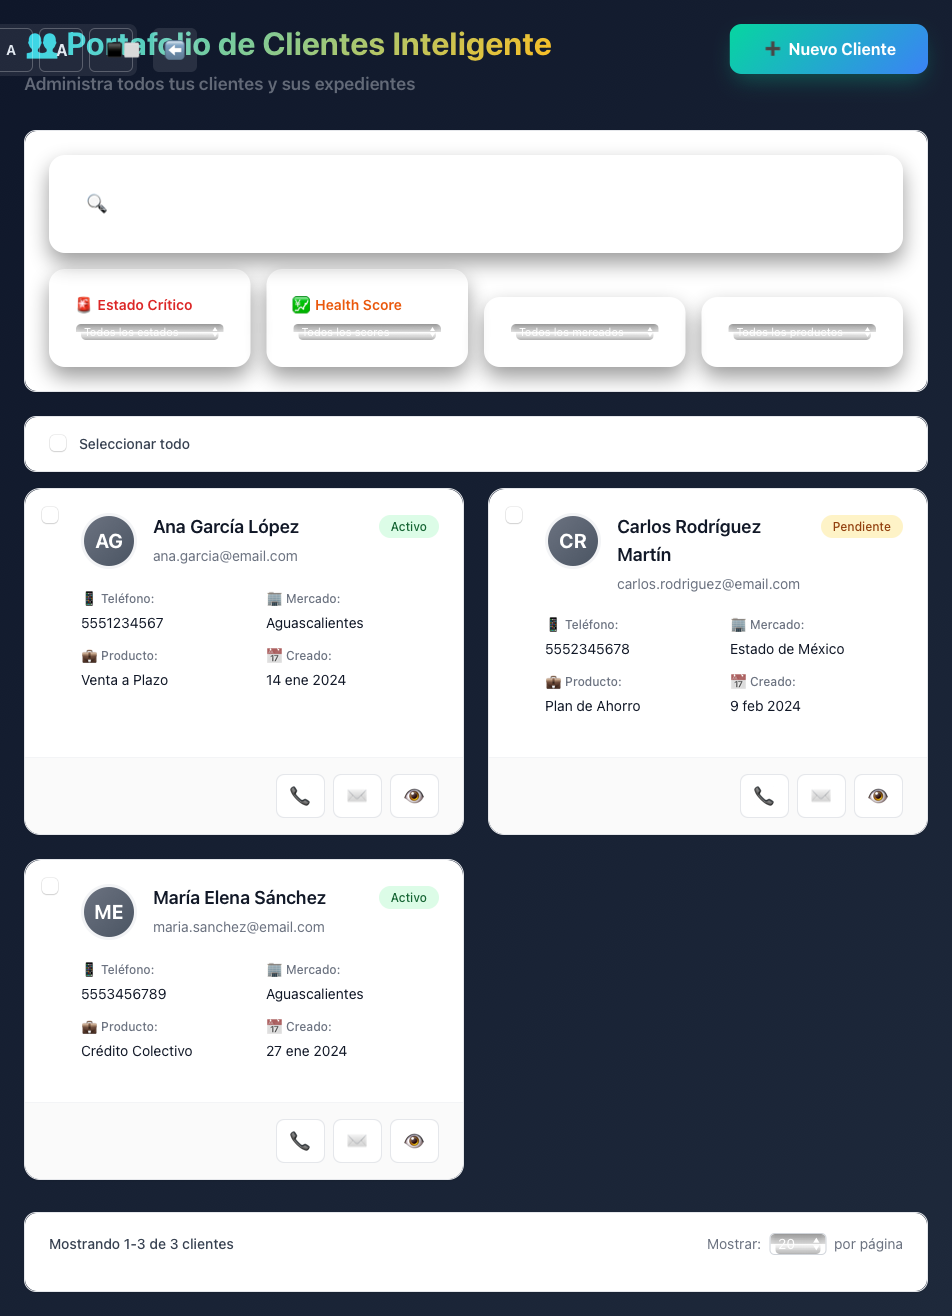 A A
👥 Portafolio de Clientes Inteligente
➕ Nuevo Cliente
Administra todos tus clientes y sus expedientes
🚨 Estado Crítico
💹 Health Score
Todos los estados
Todos los scores
Todos los mercados
Todos los productos
Seleccionar todo
AG
Ana García López
Activo
ana.garcia@email.com
📱 Teléfono:
5551234567
🏢 Mercado:
Aguascalientes
💼 Producto:
Venta a Plazo
📅 Creado:
14 ene 2024
CR
Carlos Rodríguez
Martín
Pendiente
carlos.rodriguez@email.com
📱 Teléfono:
5552345678
🏢 Mercado:
Estado de México
💼 Producto:
Plan de Ahorro
📅 Creado:
9 feb 2024
ME
María Elena Sánchez
Activo
maria.sanchez@email.com
📱 Teléfono:
5553456789
🏢 Mercado:
Aguascalientes
💼 Producto:
Crédito Colectivo
📅 Creado:
27 ene 2024
Mostrando 1-3 de 3 clientes
Mostrar: 20 por página